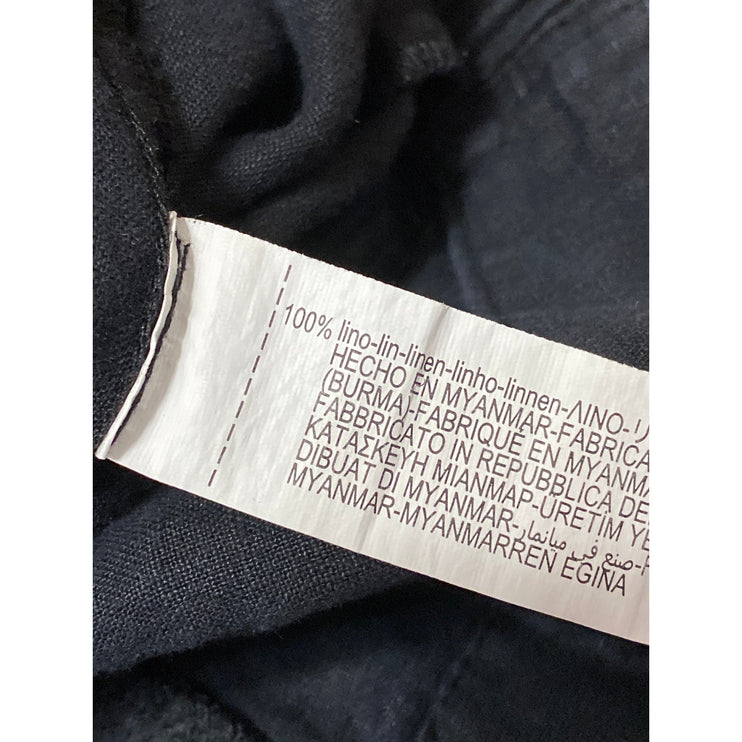 100% lino-lin-linen-linho-linnen-ΛΙΝΟ-
HECHO EN MYANMAR-FABRICA
(BURMA)-FABRIQUÉ EN MYANMA
FABBRICATO IN REPUBBLICA DE
ΚΑΤΑΣΚΕΥΗ ΜΙΑΝΜΑΡ-ÜRETİM YE
DIBUAT DI MYANMAR-صنع في ميانمار-
MYANMAR-MYANMARREN EGINA